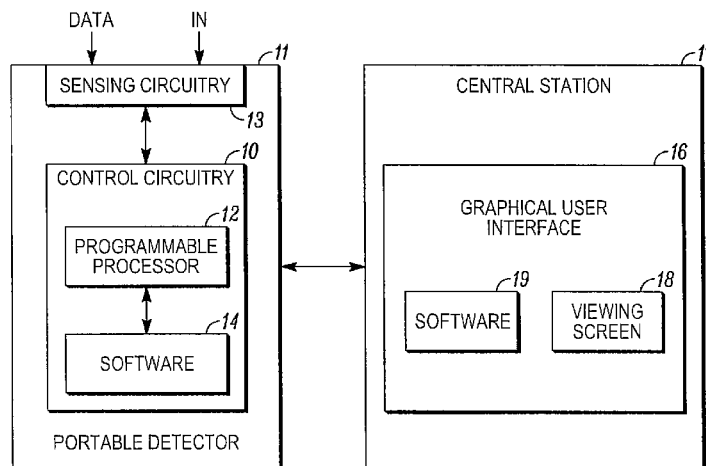 DATA IN
11
SENSING CIRCUITRY
13
10
CONTROL CIRCUITRY
12
PROGRAMMABLE
PROCESSOR
14
SOFTWARE
PORTABLE DETECTOR
CENTRAL STATION
16
GRAPHICAL USER
INTERFACE
19
SOFTWARE
18
VIEWING
SCREEN